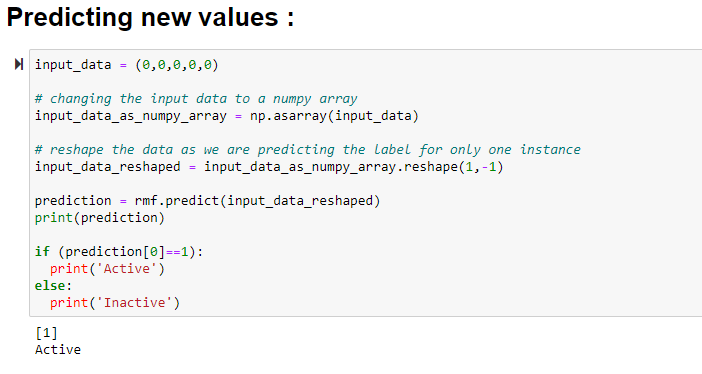 Predicting new values :
input_data = (0,0,0,0,0)
# changing the input data to a numpy array
input_data_as_numpy_array = np.asarray(input_data)
# reshape the data as we are predicting the label for only one instance
input_data_reshaped = input_data_as_numpy_array.reshape(1,-1)
prediction = rmf.predict(input_data_reshaped)
print(prediction)
if (prediction[0]==1):
  print('Active')
else:
  print('Inactive')
[1]
Active